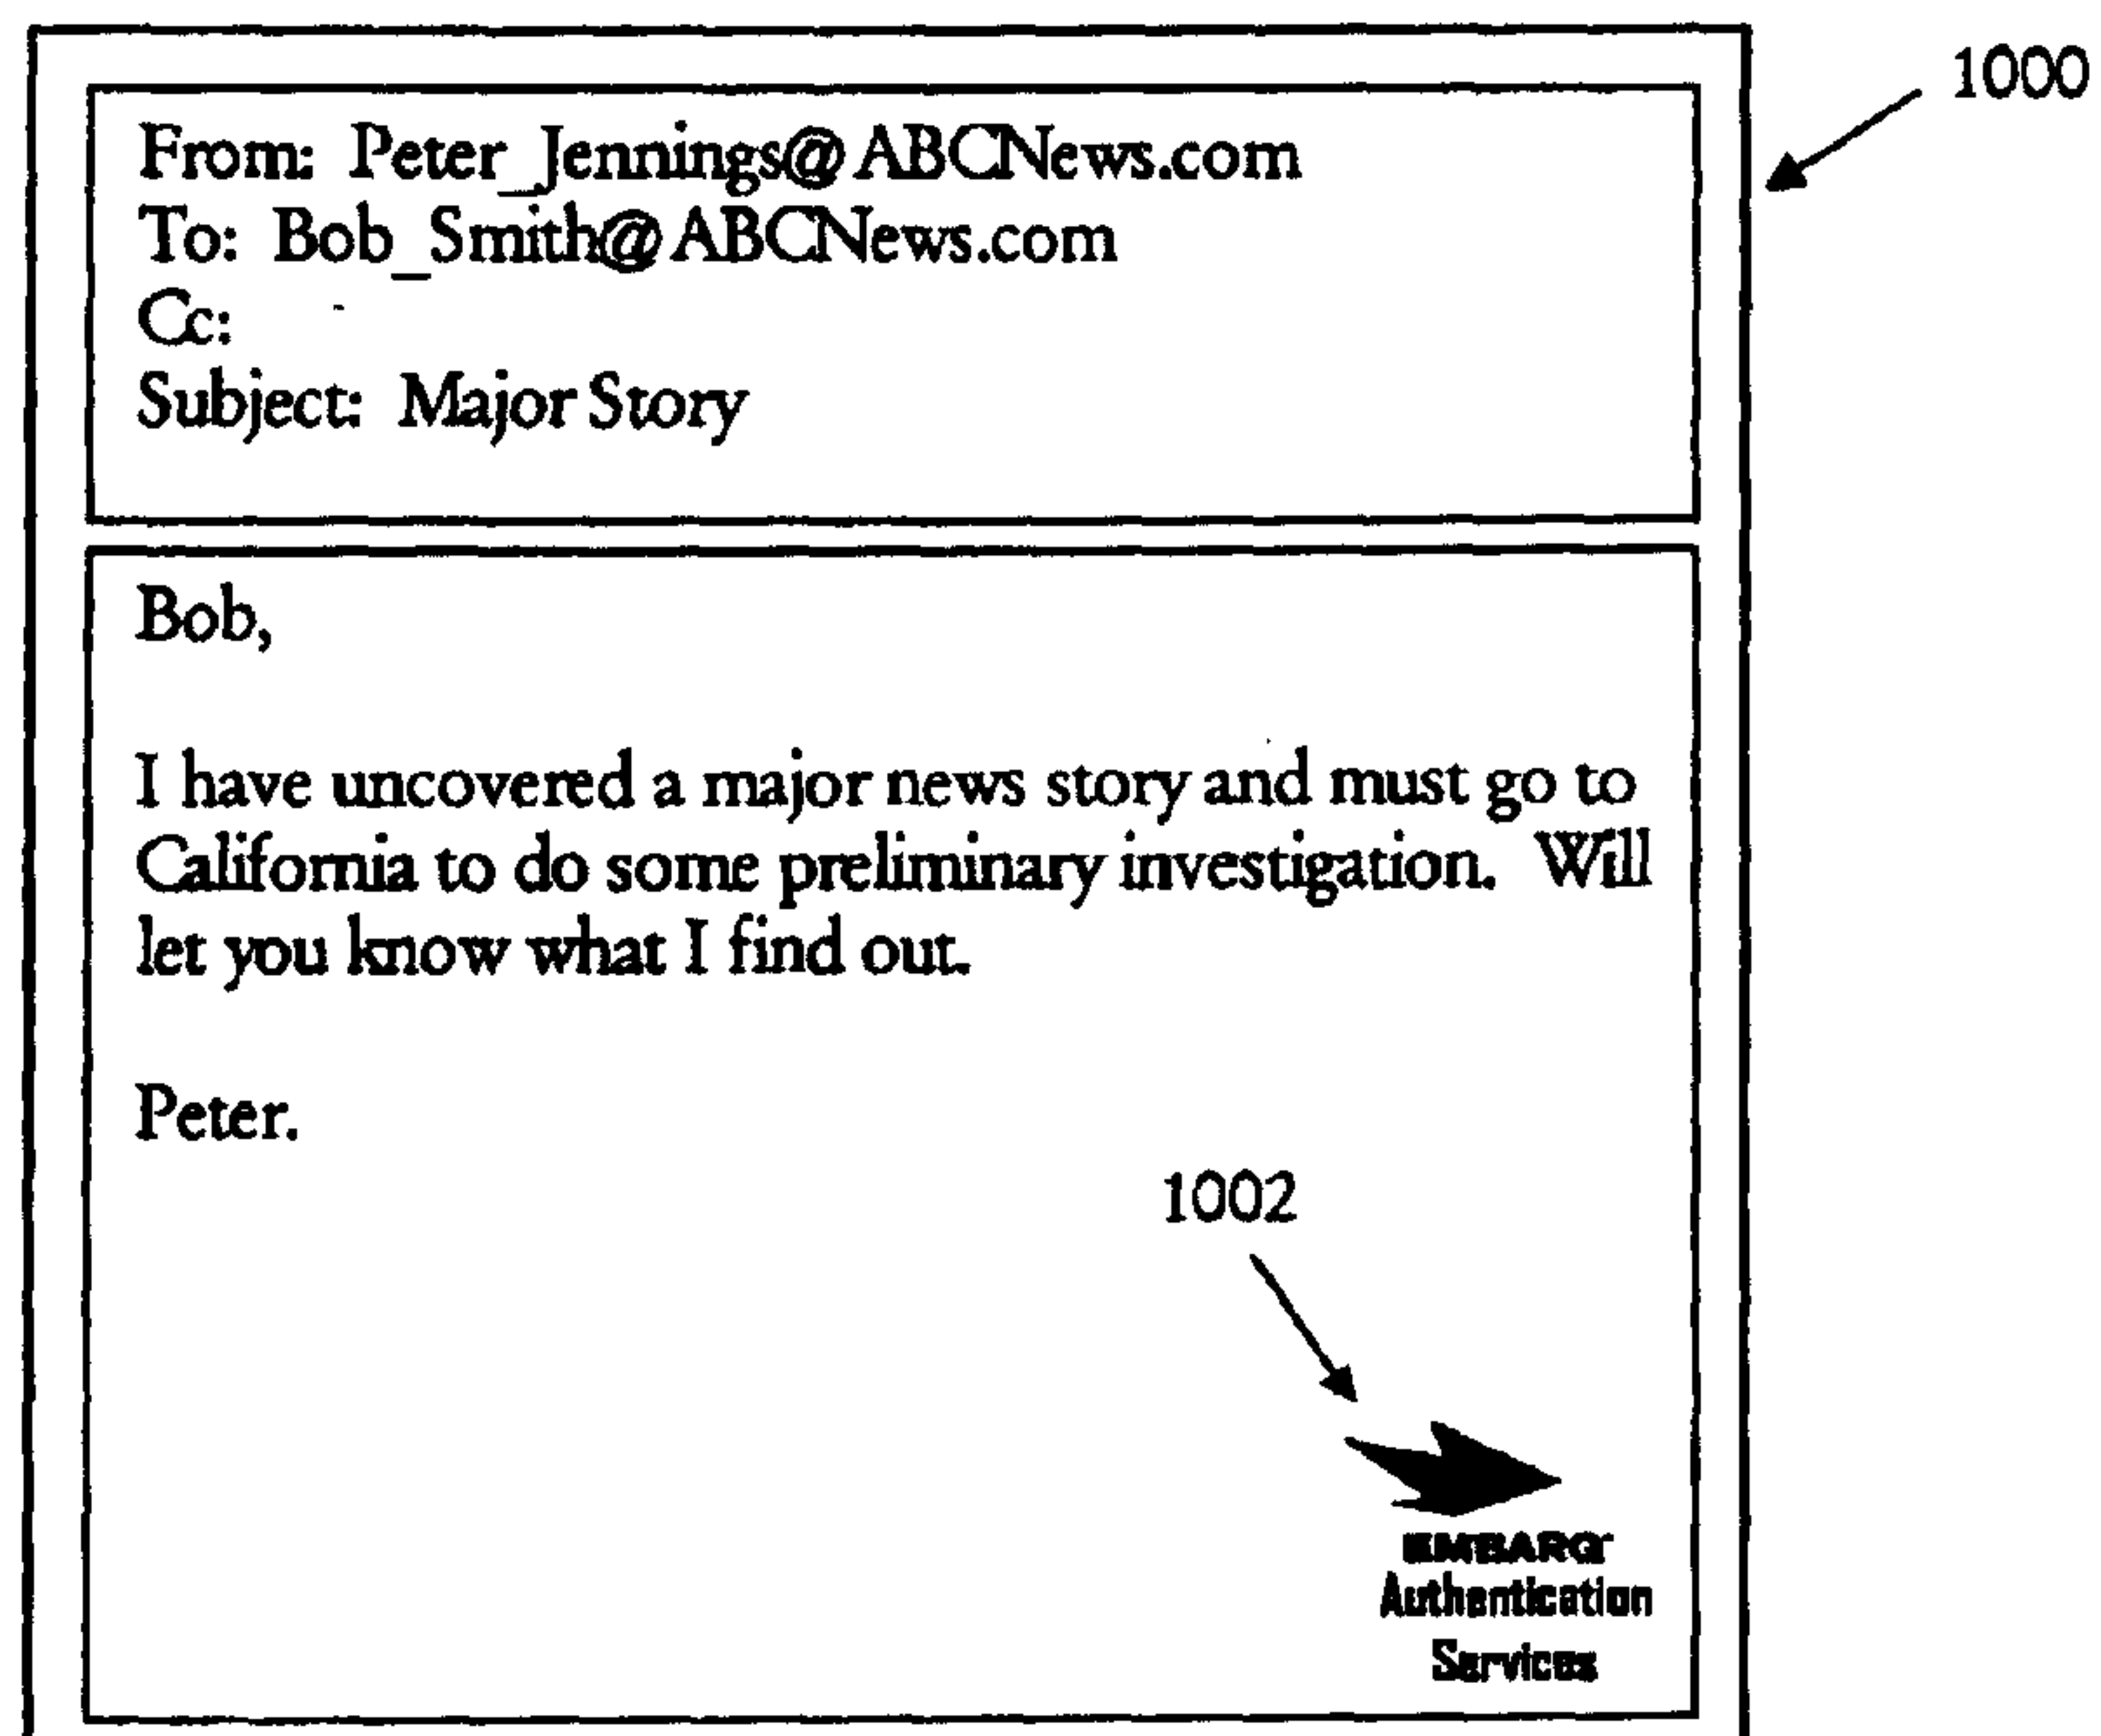 1000
From: Peter_Jennings@ABCNews.com
To: Bob_Smith@ABCNews.com
Cc:
Subject: Major Story
Bob,
I have uncovered a major news story and must go to
California to do some preliminary investigation. Will
let you know what I find out.
Peter.
1002
EMBARQ
Authentication
Services